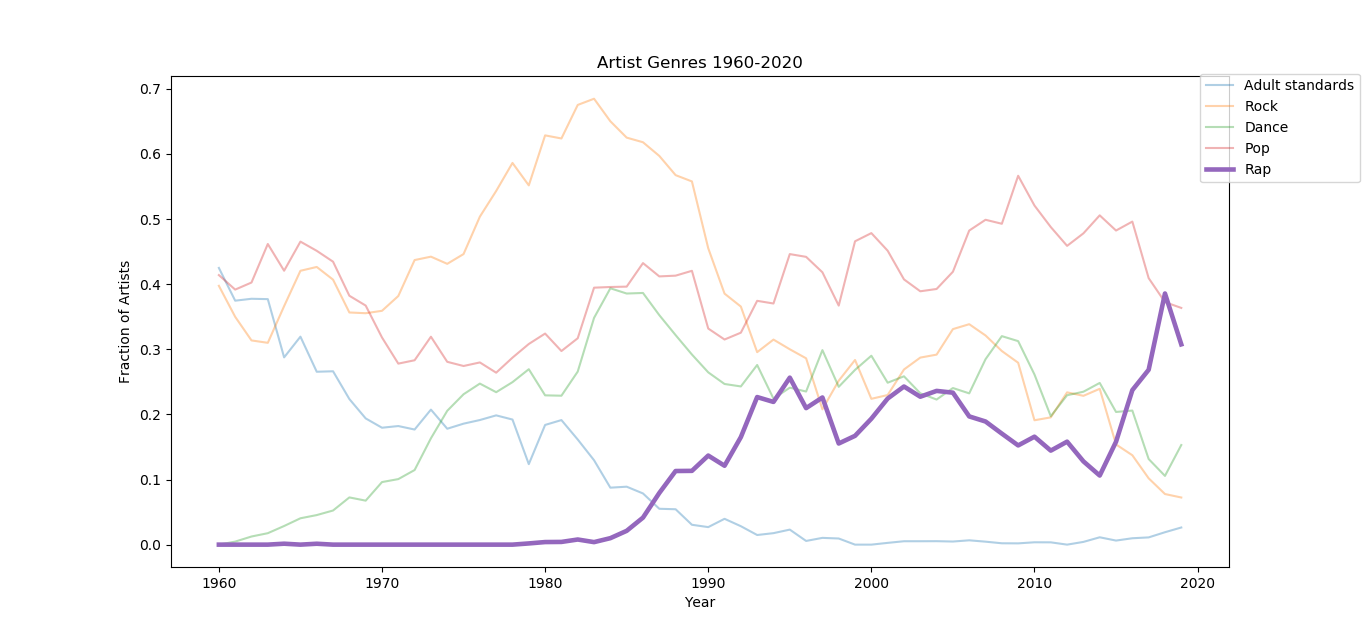 Artist Genres 1960-2020
0.7
0.6
0.5
0.4
0.3
0.2
0.1
0.0
Fraction of Artists
1960 1970 1980 1990 2000 2010 2020
Year
Adult standards
Rock
Dance
Pop
Rap